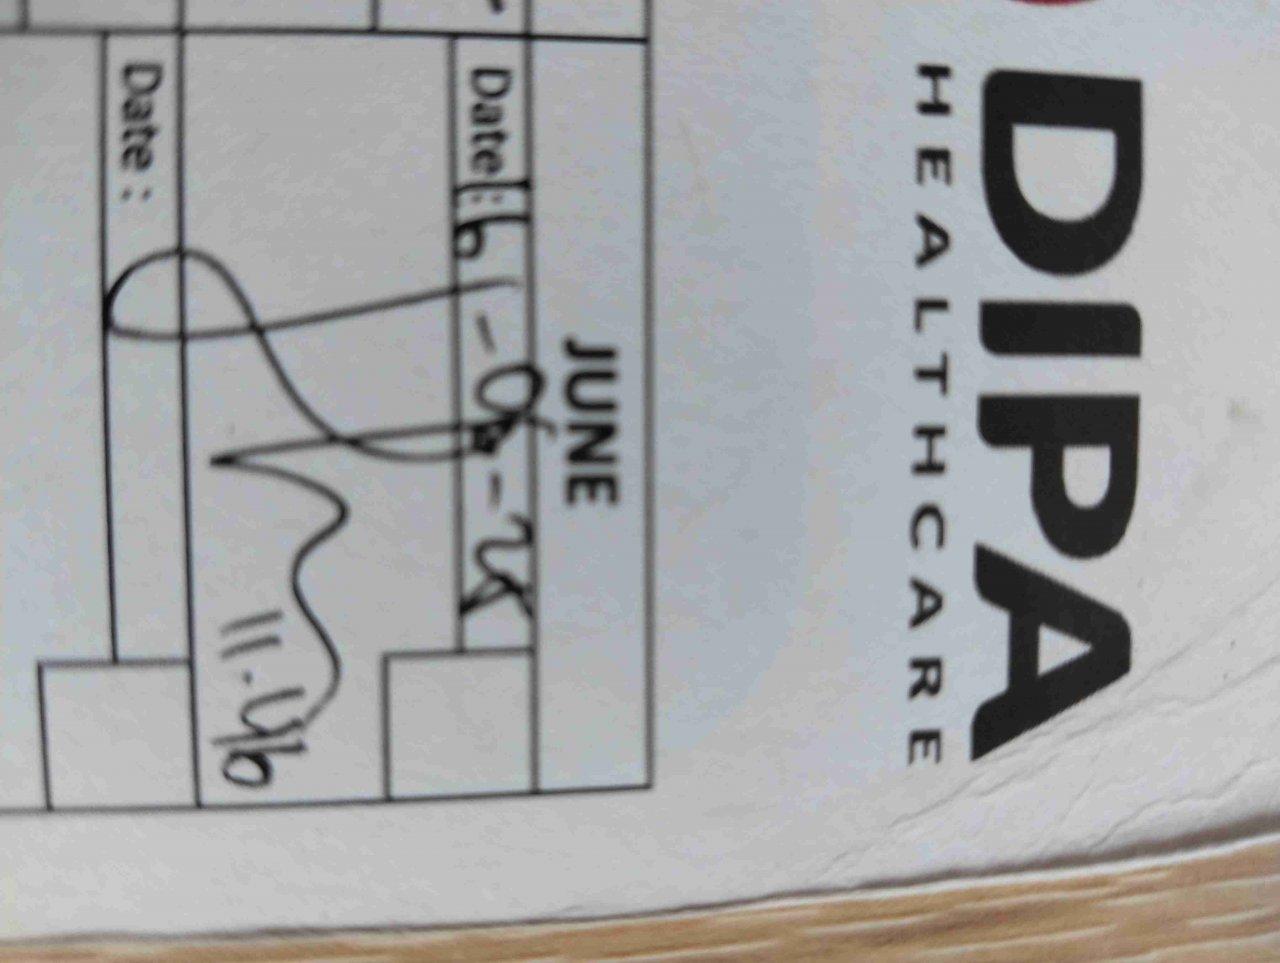 DIPA
HEALTHCARE
JUNE
Date:
11.46
Date: